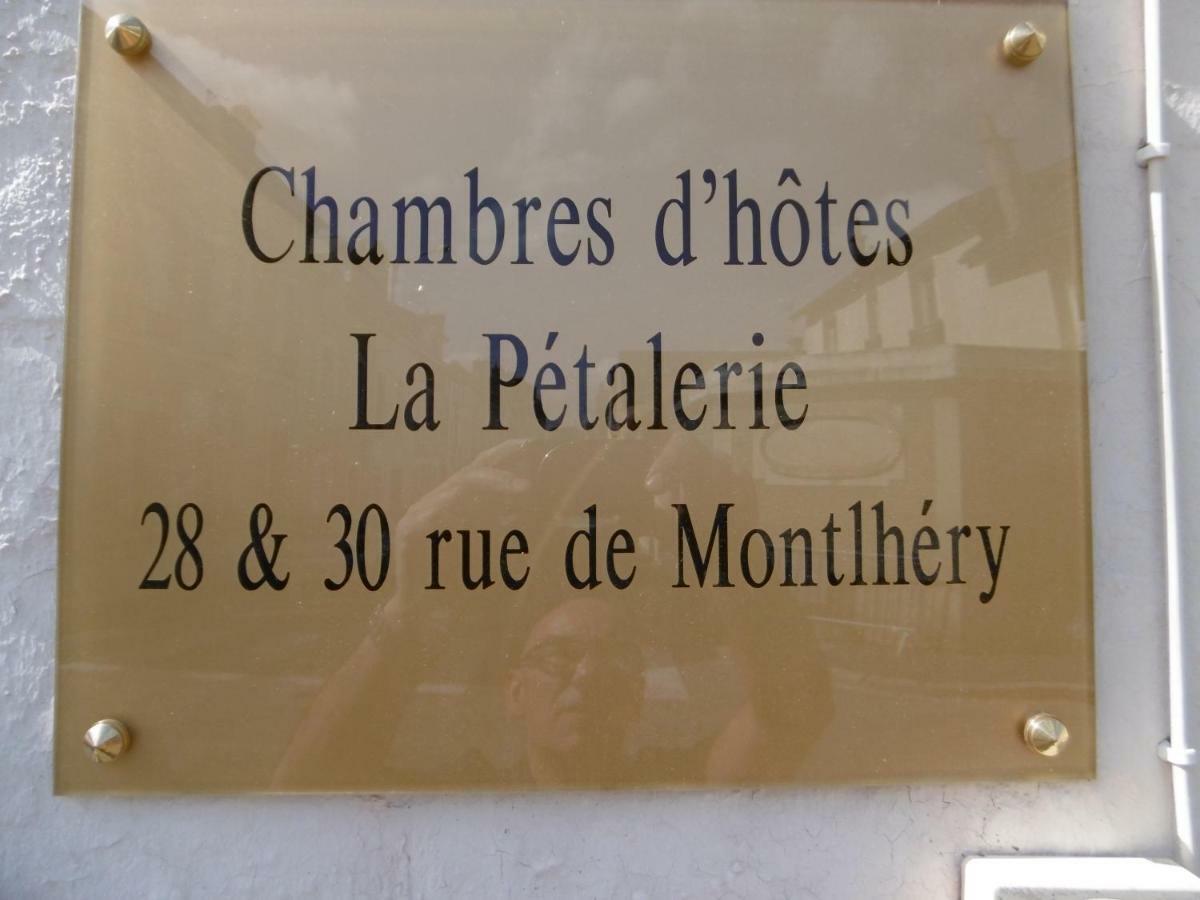 Chambres d'hôtes
La Pétalerie
28 & 30 rue de Montlhéry